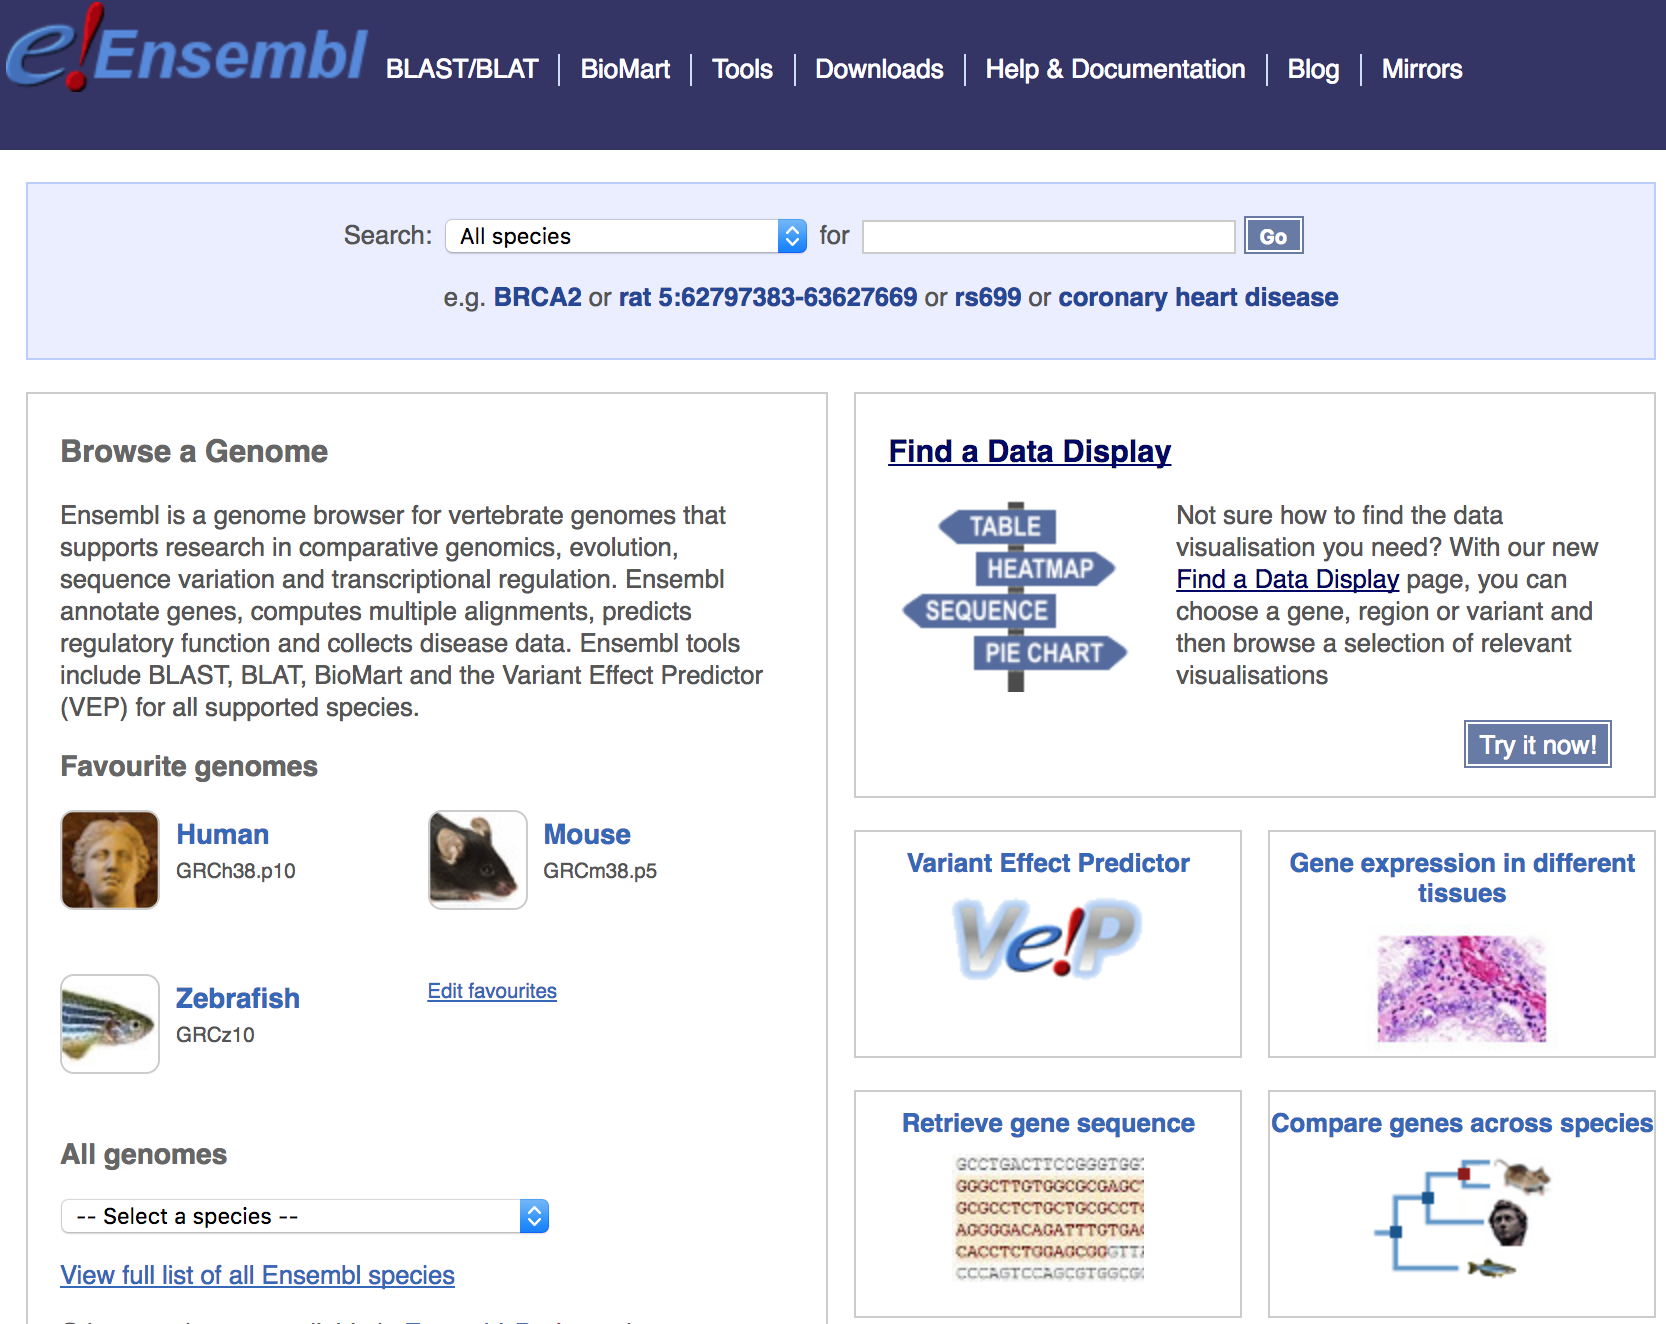 e!Ensembl
BLAST/BLAT
BioMart
Tools
Downloads
Help & Documentation
Blog
Mirrors
Search: All species for Go
e.g. BRCA2 or rat 5:62797383-63627669 or rs699 or coronary heart disease
Browse a Genome
Ensembl is a genome browser for vertebrate genomes that
supports research in comparative genomics, evolution,
sequence variation and transcriptional regulation. Ensembl
annotate genes, computes multiple alignments, predicts
regulatory function and collects disease data. Ensembl tools
include BLAST, BLAT, BioMart and the Variant Effect Predictor
(VEP) for all supported species.
Favourite genomes
Human
GRCh38.p10
Mouse
GRCm38.p5
Zebrafish
GRCz10
Edit favourites
All genomes
-- Select a species --
View full list of all Ensembl species
Find a Data Display
TABLE
HEATMAP
SEQUENCE
PIE CHART
Not sure how to find the data
visualisation you need? With our new
Find a Data Display page, you can
choose a gene, region or variant and
then browse a selection of relevant
visualisations
Try it now!
Variant Effect Predictor
Ve!P
Gene expression in different
tissues
Retrieve gene sequence
GCCTGACTTCCGGGTGGT
GGGCTTGTGGCGCGAGCT
GCGCCTCTGCTGCGCCT
AGGGGACAGATTTGTGA
CACCTCTGGAGCGGGTT
CCCAGTCCAGCGTGGCG
Compare genes across species